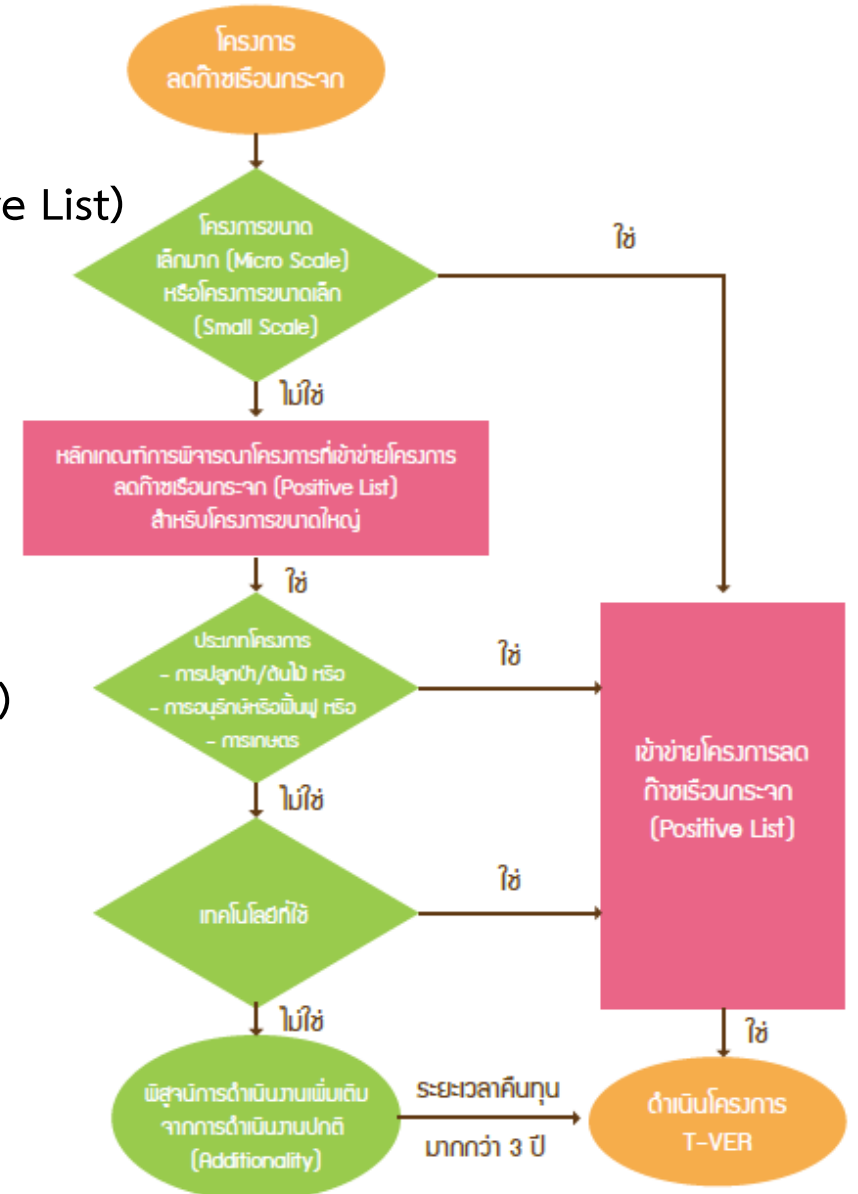 โครงการ
ลดก๊าซเรือนกระจก
ve List)
โครงการขนาด
เล็กมาก (Micro Scale)
หรือโครงการขนาดเล็ก
(Small Scale)
ใช่
ไม่ใช่
หลักเกณฑ์การพิจารณาโครงการที่เข้าข่ายโครงการ
ลดก๊าซเรือนกระจก (Positive List)
สำหรับโครงการขนาดใหญ่
ใช่
ประเภทโครงการ
- การปลูกป่า/ต้นไม้ หรือ
- การอนุรักษ์หรือฟื้นฟู หรือ
- การเกษตร
ใช่
)
ไม่ใช่
เข้าข่ายโครงการลด
ก๊าซเรือนกระจก
(Positive List)
เทคโนโลยีที่ใช้
ใช่
ไม่ใช่
ใช่
พิสูจน์การดำเนินงานเพิ่มเติม
จากการดำเนินงานปกติ
(Additionality)
ระยะเวลาคืนทุน
มากกว่า 3 ปี
ดำเนินโครงการ
T-VER